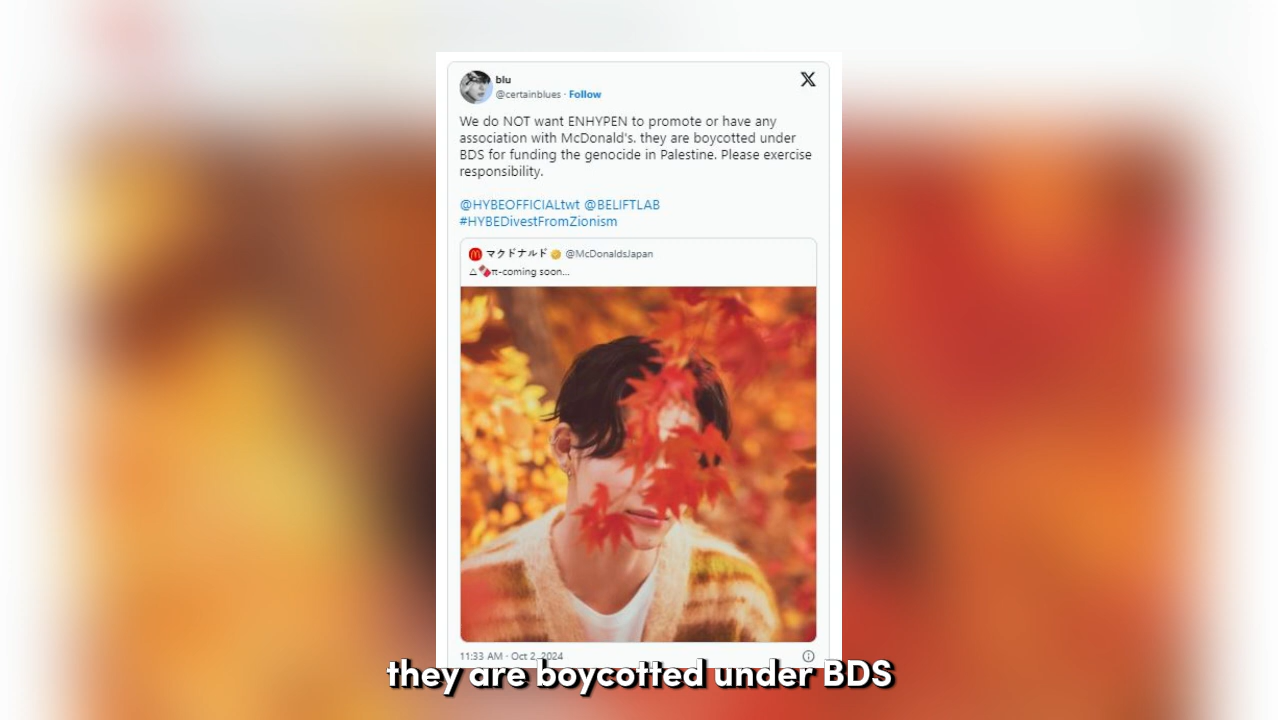 blu
@certainblues · Follow
We do NOT want ENHYPEN to promote or have any
association with McDonald's. they are boycotted under
BDS for funding the genocide in Palestine. Please exercise
responsibility.
@HYBEOFFICIALtwt @BELIFTLAB
#HYBEDivestFromZionism
マクドナルド @McDonaldsJapan
△🍫π-coming soon...
11:33 AM · Oct 2, 2024
they are boycotted under BDS